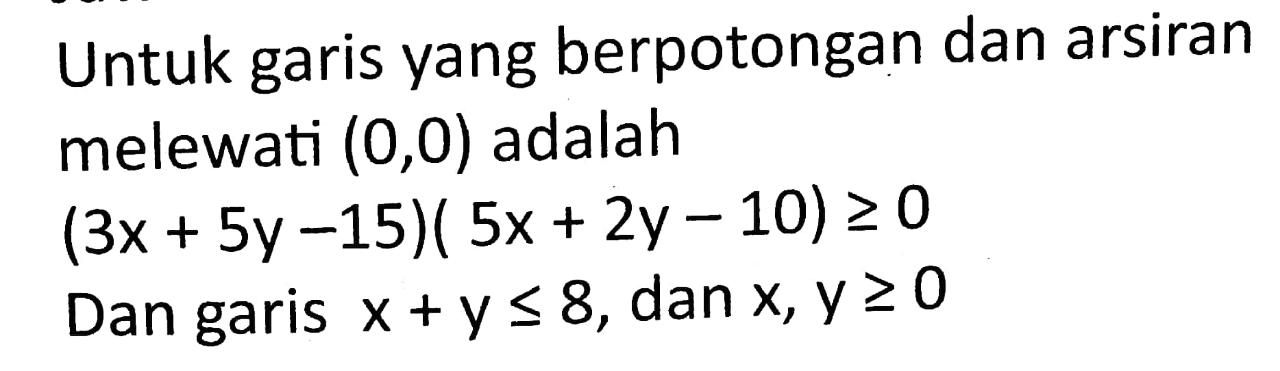 Untuk garis yang berpotongan dan arsiran
melewati (0,0) adalah
(3x + 5y –15)( 5x + 2y – 10) ≥ 0
Dan garis x + y ≤ 8, dan x, y ≥ 0